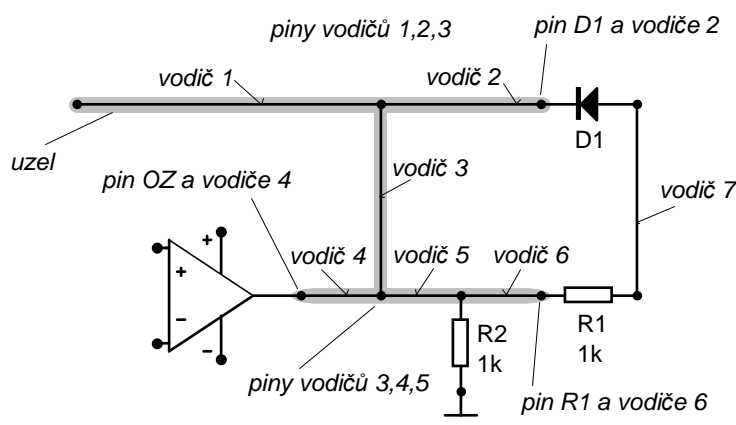 piny vodičů 1,2,3
pin D1 a vodiče 2
vodič 1
vodič 2
D1
uzel
pin OZ a vodiče 4
vodič 3
vodič 7
+
+
−
−
vodič 4
vodič 5
vodič 6
R2
1k
R1
1k
piny vodičů 3,4,5
pin R1 a vodiče 6